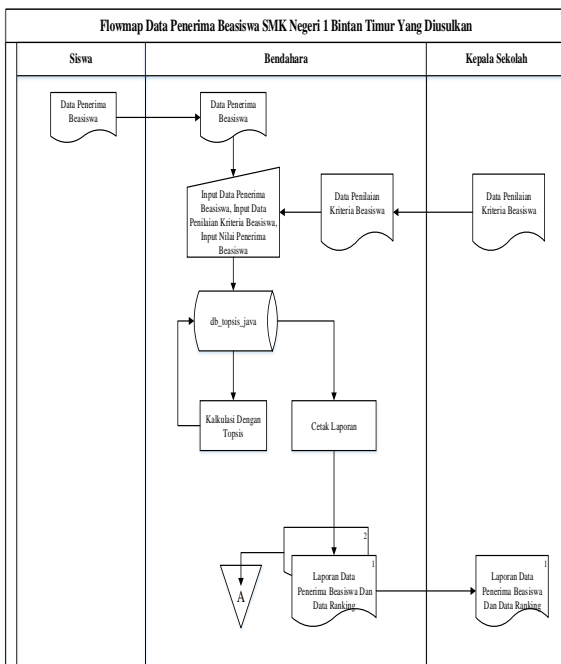 Flowmap Data Penerima Beasiswa SMK Negeri 1 Bintan Timur Yang Diusulkan
Siswa
Bendahara
Kepala Sekolah
Data Penerima
Beasiswa
Data Penerima
Beasiswa
Input Data Penerima
Beasiswa, Input Data
Penilaian Kriteria Beasiswa,
Input Nilai Penerima
Beasiswa
Data Penilaian
Kriteria Beasiswa
Data Penilaian
Kriteria Beasiswa
db_topsis_java
Kalkulasi Dengan
Topsis
Cetak Laporan
2
1
Laporan Data
Penerima Beasiswa Dan
Data Ranking
A
1
Laporan Data
Penerima Beasiswa
Dan Data Ranking